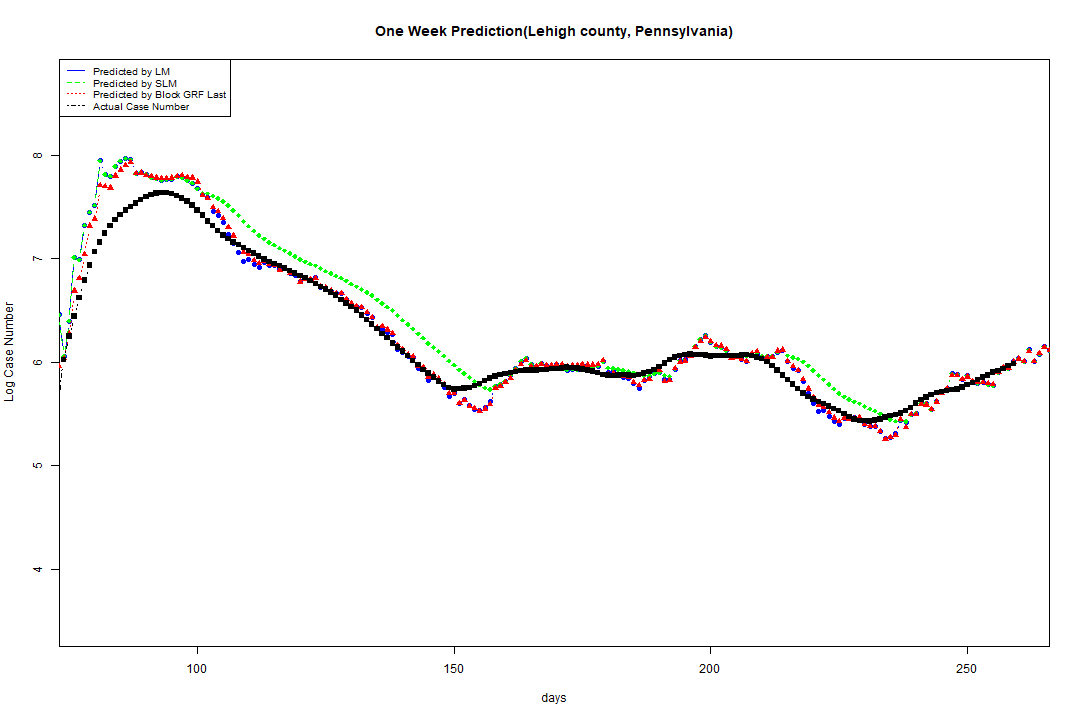 One Week Prediction(Lehigh county, Pennsylvania)
Predicted by LM
Predicted by SLM
Predicted by Block GRF Last
Actual Case Number
Log Case Number
8
7
6
5
4
100 150 200 250
days